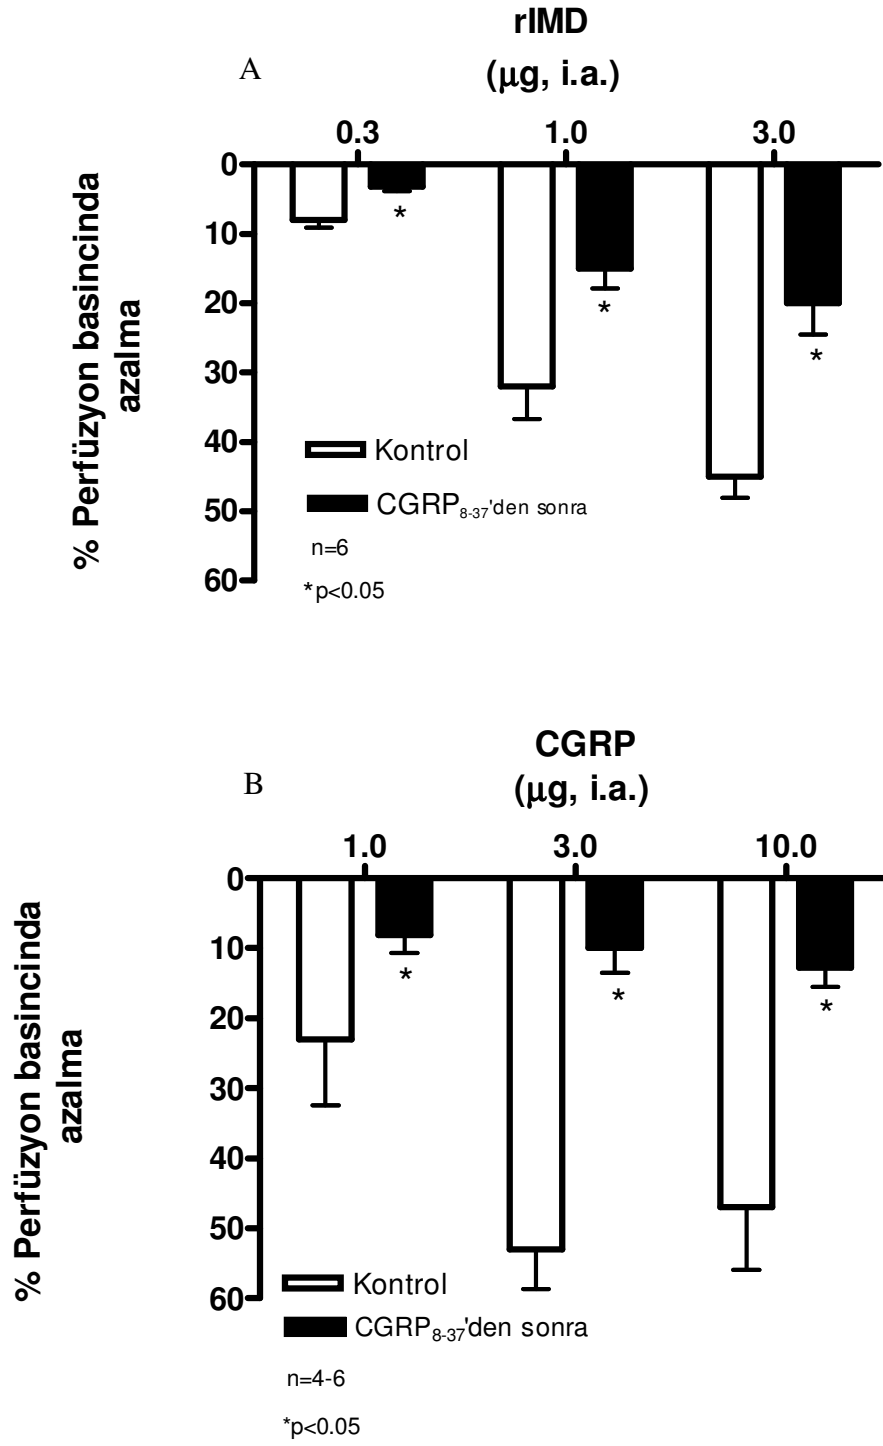 rIMD
A
(μg, i.a.)
0.3 1.0 3.0
0
10
20
30
40
50
60
% Perfüzyon basincinda
azalma
*
*
*
Kontrol
CGRP8-37'den sonra
n=6
*p<0.05
CGRP
B
(μg, i.a.)
1.0 3.0 10.0
0
10
20
30
40
50
60
% Perfüzyon basincinda
azalma
*
*
*
Kontrol
CGRP8-37'den sonra
n=4-6
*p<0.05